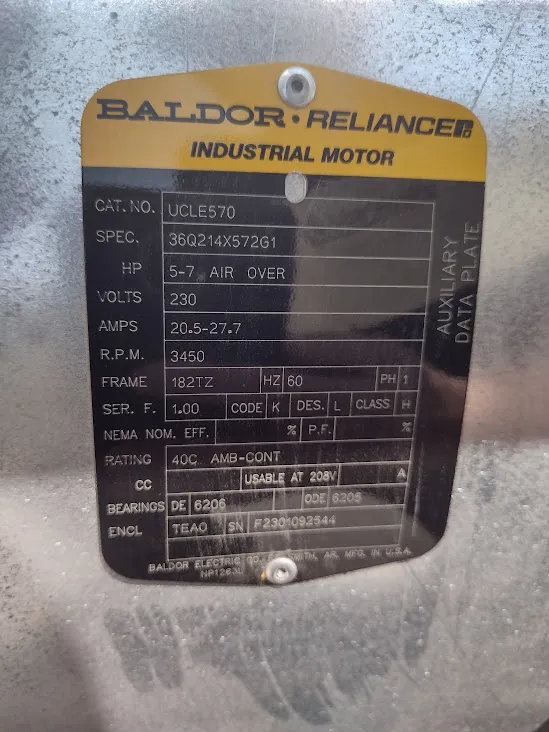 BALDOR • RELIANCE
INDUSTRIAL MOTOR
CAT. NO. UCLE570
SPEC. 36Q214X572G1
HP 5-7 AIR OVER
VOLTS 230
AMPS 20.5-27.7
R.P.M. 3450
FRAME 182TZ HZ 60 PH 1
SER. F. 1.00 CODE K DES. L CLASS H
NEMA NOM. EFF. % P.F. %
RATING 40C AMB-CONT
CC USABLE AT 208V A
BEARINGS DE 6206 ODE 6205
ENCL TEAO SN F2301092544
BALDOR ELECTRIC CO. AR. MFG. IN U.S.A.
NP1263L
AUXILIARY
DATA PLATE